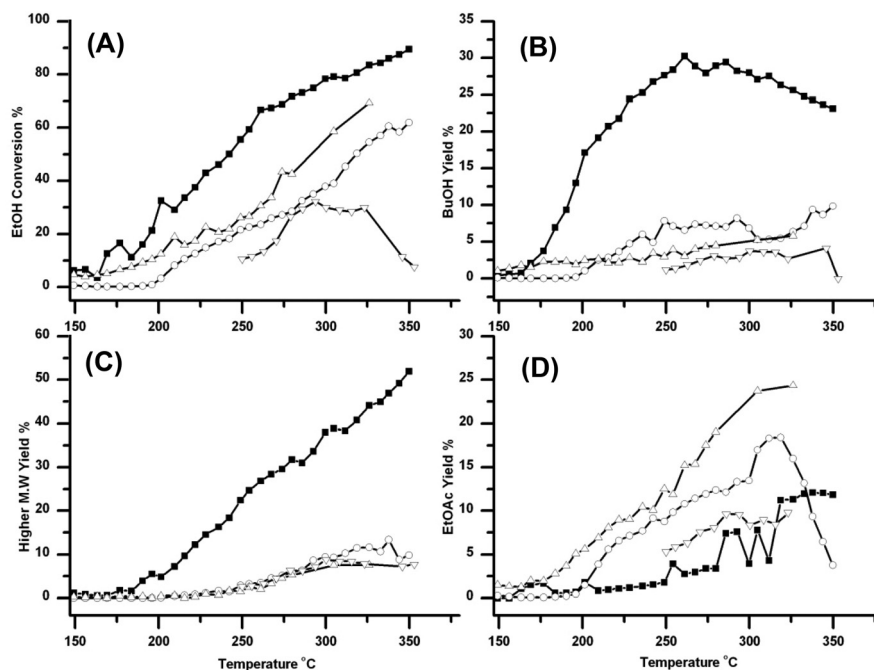 (A)
EtOH Conversion %
100
80
60
40
20
0
150 200 250 300 350
(B)
BuOH Yield %
35
30
25
20
15
10
5
0
150 200 250 300 350
(C)
Higher M.W Yield %
60
50
40
30
20
10
0
150 200 250 300 350
Temperature °C
(D)
EtOAc Yield %
30
25
20
15
10
5
0
150 200 250 300 350
Temperature °C